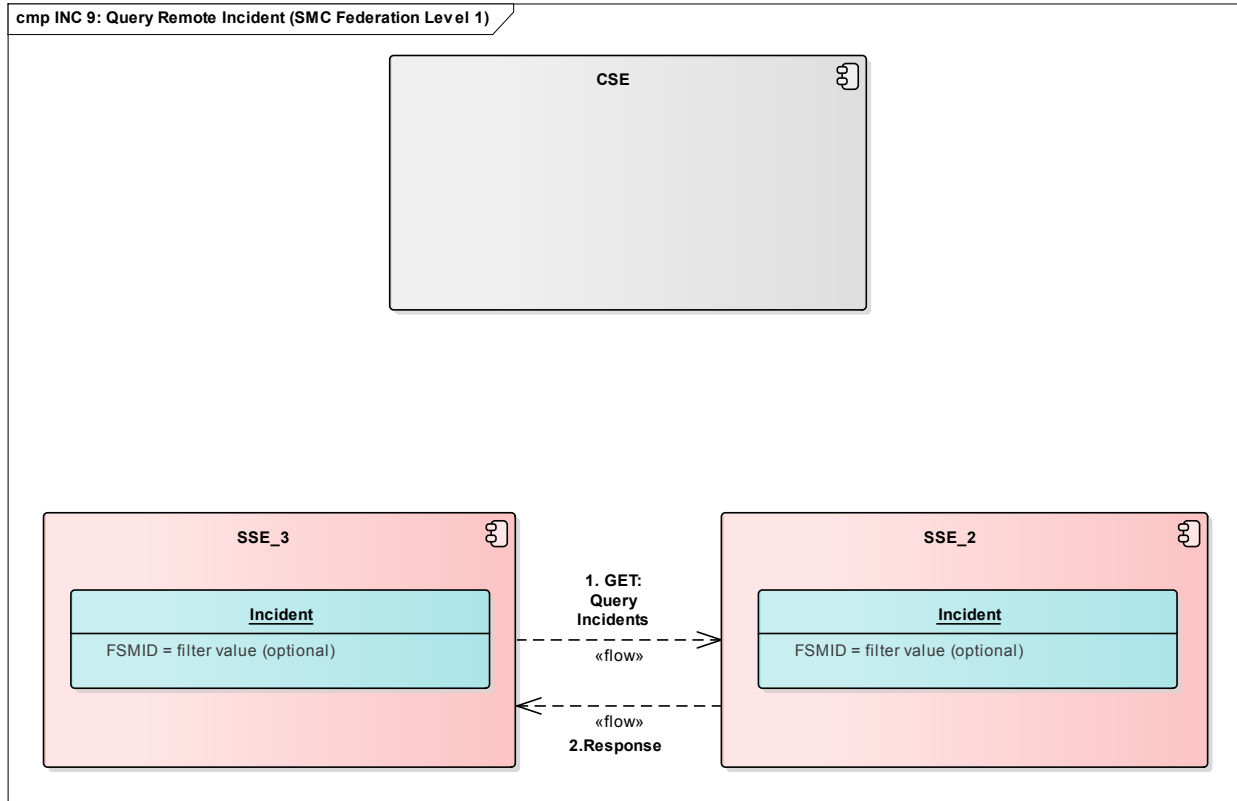 cmp INC 9: Query Remote Incident (SMC Federation Level 1)
CSE
SSE_3
SSE_2
Incident
FSMID = filter value (optional)
1. GET:
Query
Incidents
«flow»
Incident
FSMID = filter value (optional)
«flow»
2.Response